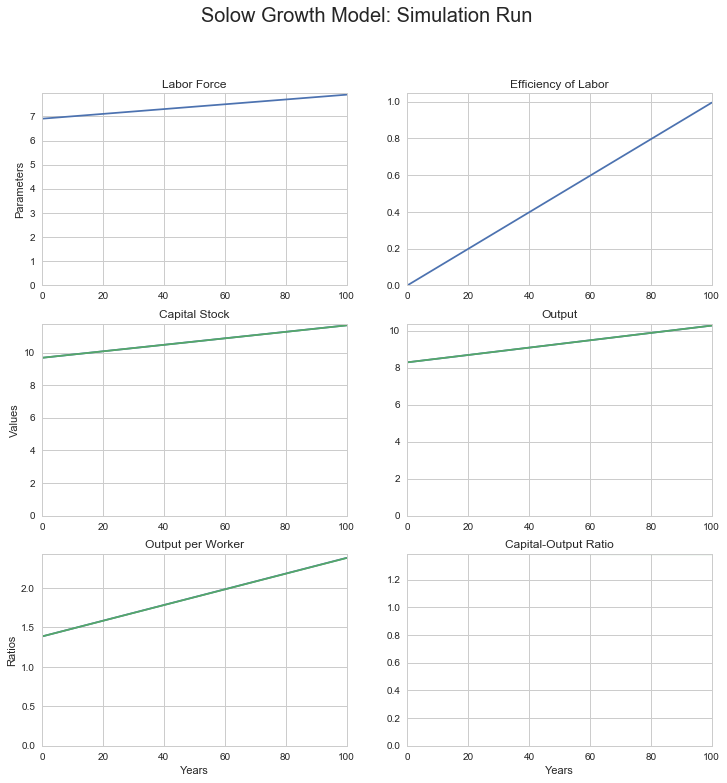 Solow Growth Model: Simulation Run
Labor Force
Parameters
7
6
5
4
3
2
1
0
0 20 40 60 80 100
Efficiency of Labor
1.0
0.8
0.6
0.4
0.2
0.0
0 20 40 60 80 100
Capital Stock
Values
10
8
6
4
2
0
0 20 40 60 80 100
Output
10
8
6
4
2
0
0 20 40 60 80 100
Output per Worker
Ratios
2.0
1.5
1.0
0.5
0.0
0 20 40 60 80 100
Years
Capital-Output Ratio
1.2
1.0
0.8
0.6
0.4
0.2
0.0
0 20 40 60 80 100
Years